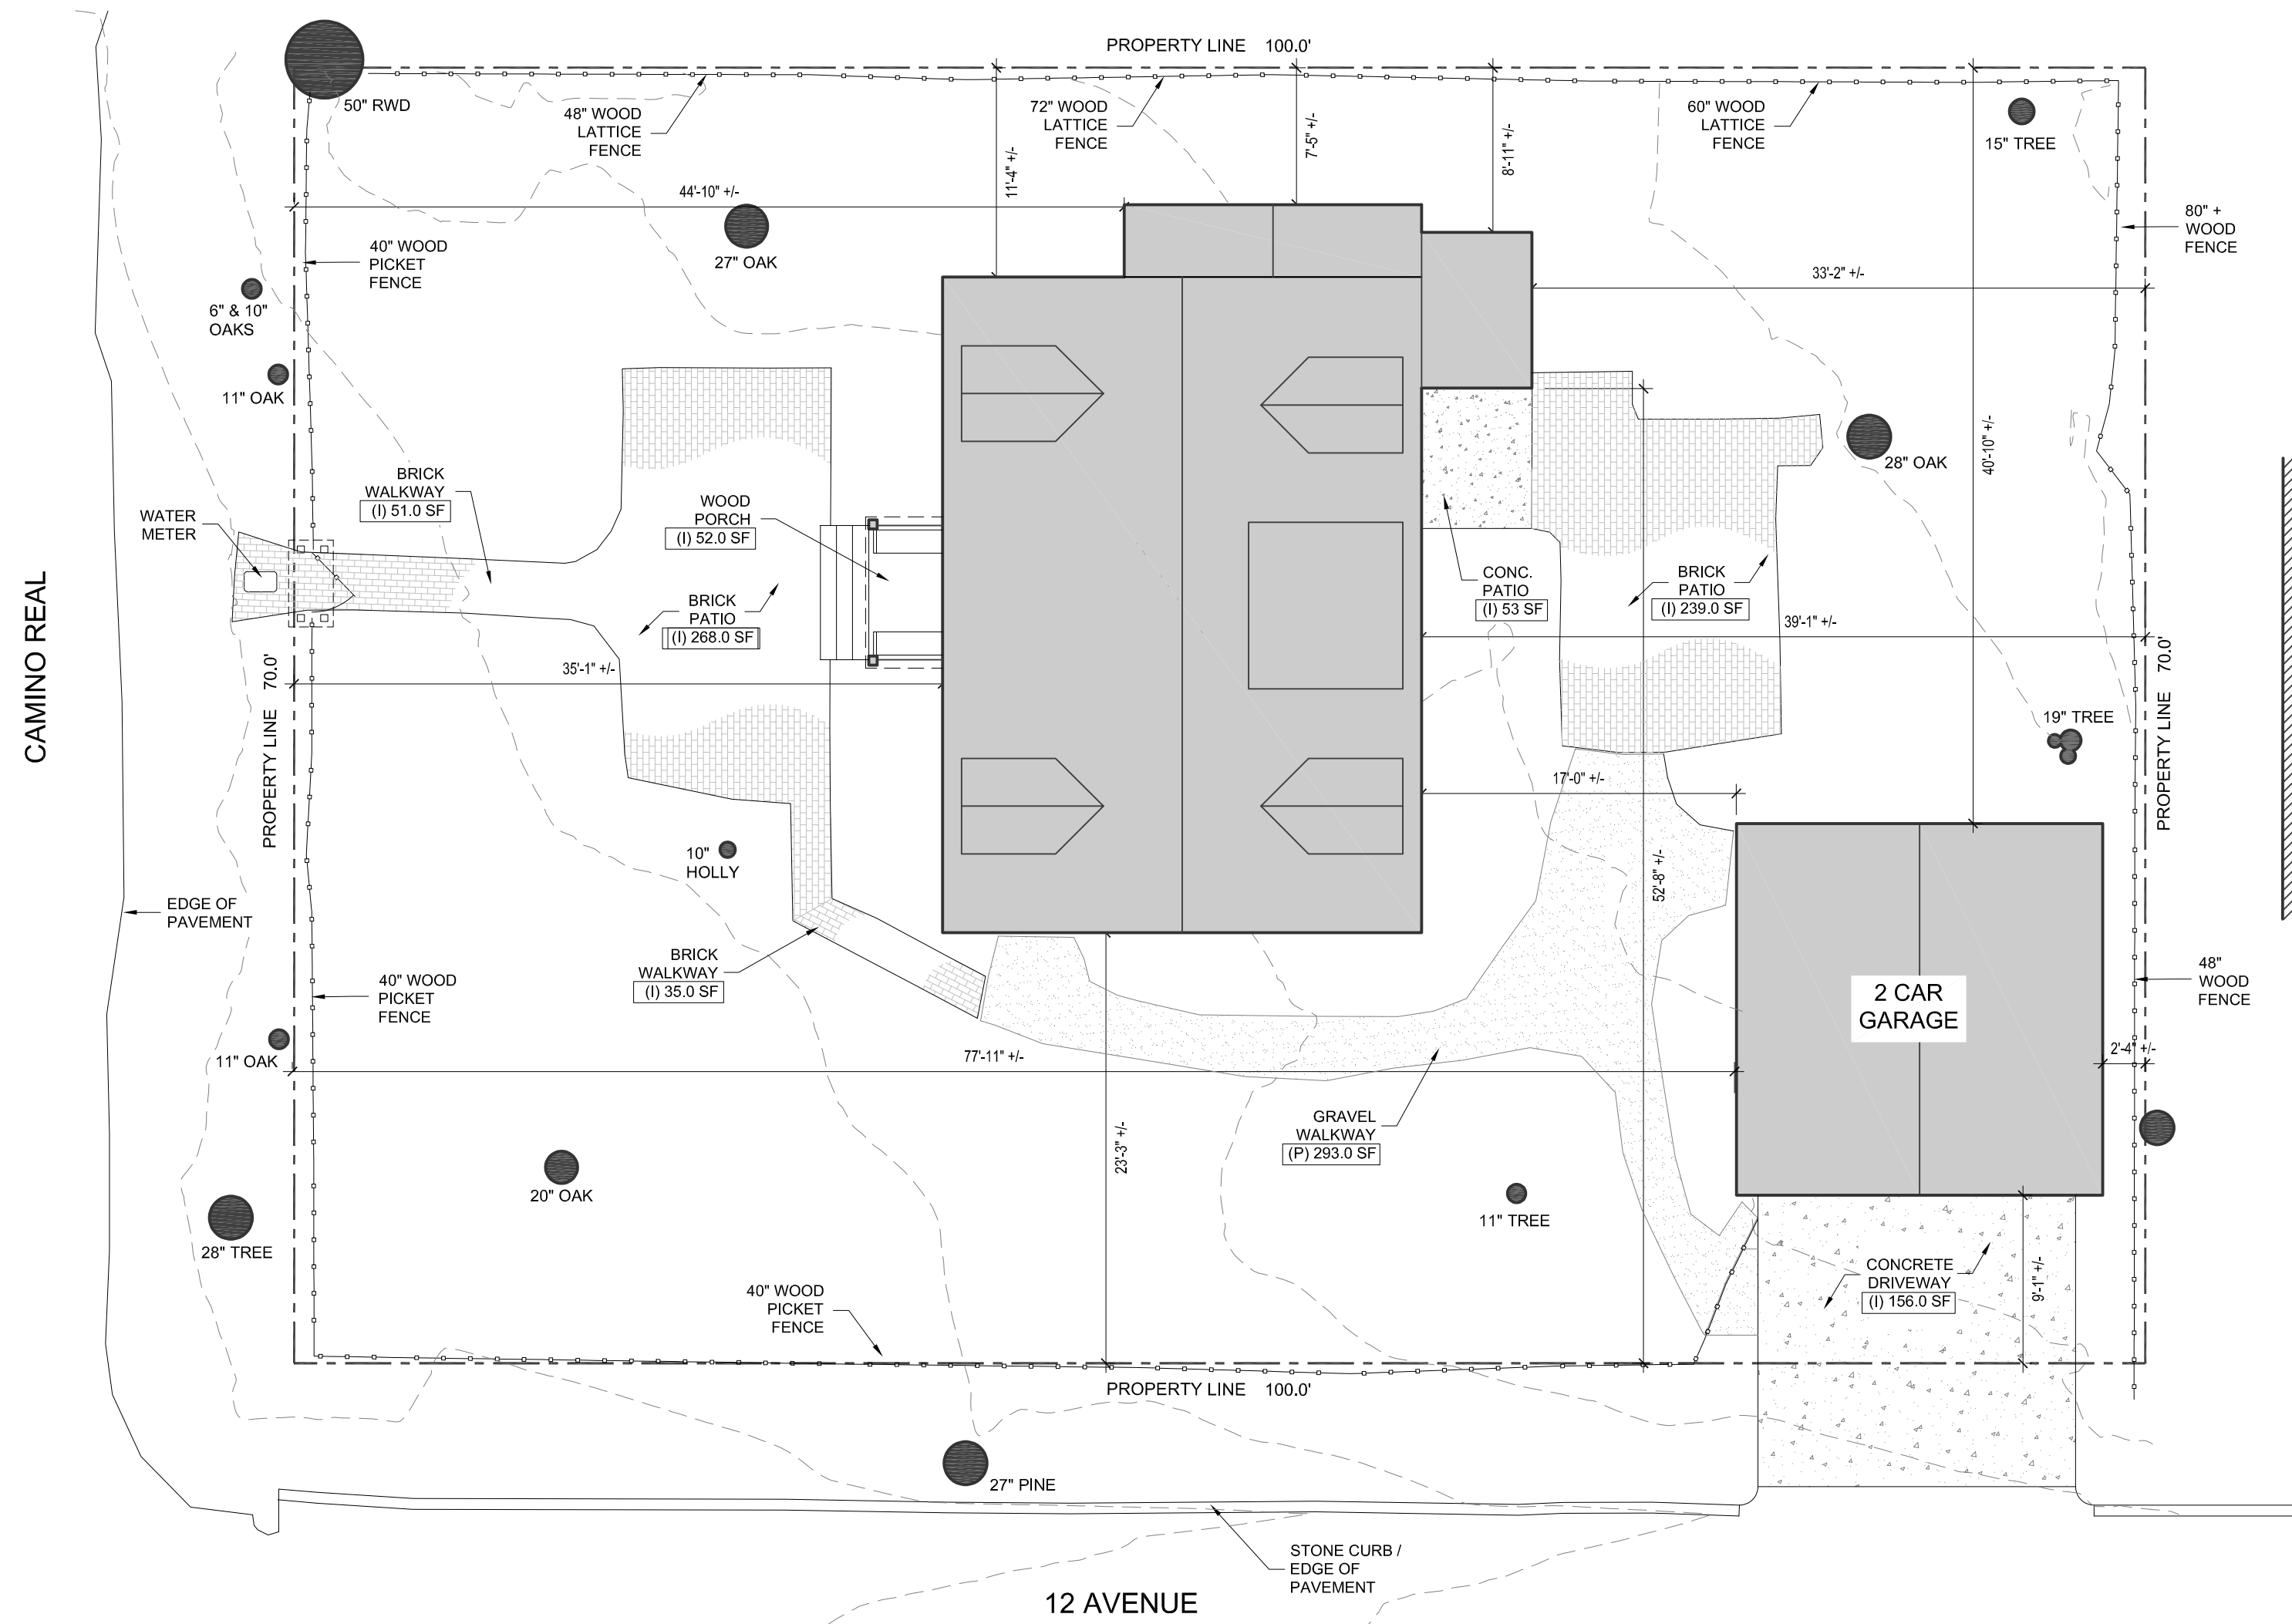 PROPERTY LINE 100.0'
50" RWD
48" WOOD
LATTICE
FENCE
72" WOOD
LATTICE
FENCE
60" WOOD
LATTICE
FENCE
15" TREE
11'-4" +/-
7'-5" +/-
8'-11" +/-
44'-10" +/-
27" OAK
40" WOOD
PICKET
FENCE
80" +
WOOD
FENCE
33'-2" +/-
6" & 10"
OAKS
11" OAK
40'-10" +/-
28" OAK
BRICK
WALKWAY
(I) 51.0 SF
WATER
METER
WOOD
PORCH
(I) 52.0 SF
CONC.
PATIO
(I) 53 SF
BRICK
PATIO
(I) 239.0 SF
BRICK
PATIO
(I) 268.0 SF
39'-1" +/-
35'-1" +/-
CAMINO REAL
PROPERTY LINE 70.0'
PROPERTY LINE 70.0'
19" TREE
17'-0" +/-
52'-8" +/-
10"
HOLLY
EDGE OF
PAVEMENT
BRICK
WALKWAY
(I) 35.0 SF
40" WOOD
PICKET
FENCE
2 CAR
GARAGE
48"
WOOD
FENCE
11" OAK
77'-11" +/-
2'-4" +/-
GRAVEL
WALKWAY
(P) 293.0 SF
23'-3" +/-
20" OAK
11" TREE
28" TREE
CONCRETE
DRIVEWAY
(I) 156.0 SF
9'-1" +/-
40" WOOD
PICKET
FENCE
PROPERTY LINE 100.0'
27" PINE
STONE CURB /
EDGE OF
PAVEMENT
12 AVENUE